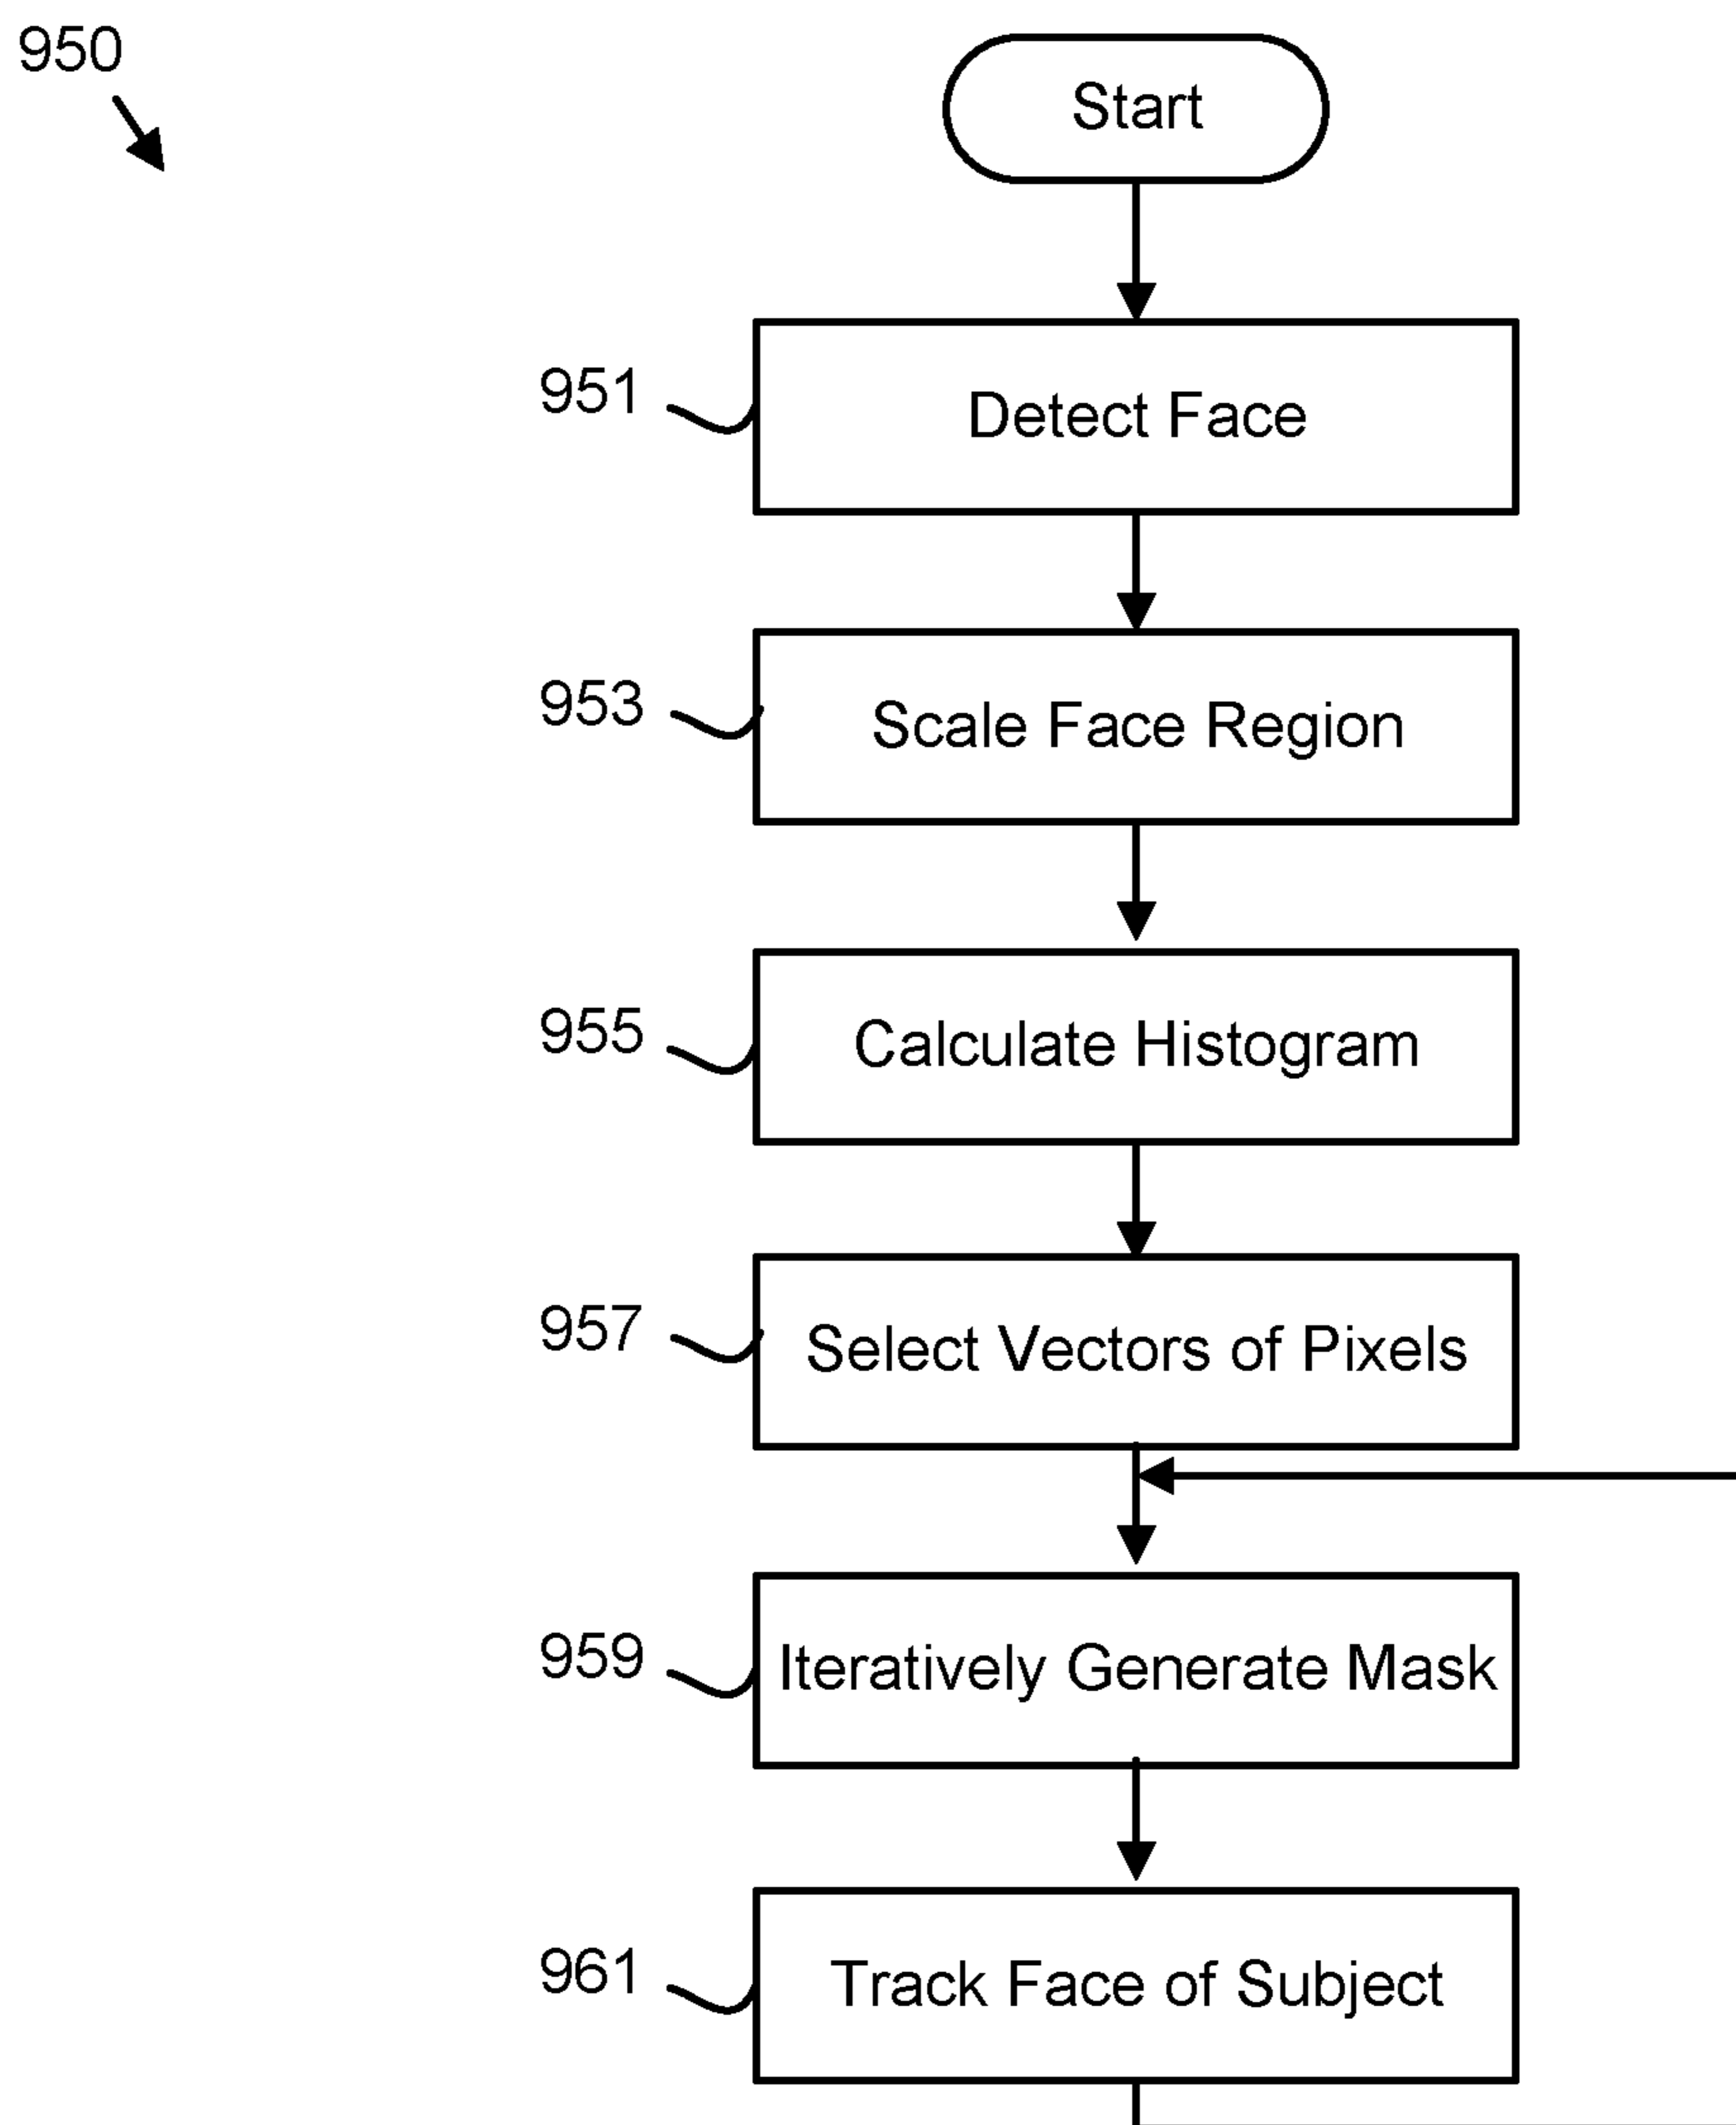 950
Start
951
Detect Face
953
Scale Face Region
955
Calculate Histogram
957
Select Vectors of Pixels
959
Iteratively Generate Mask
961
Track Face of Subject